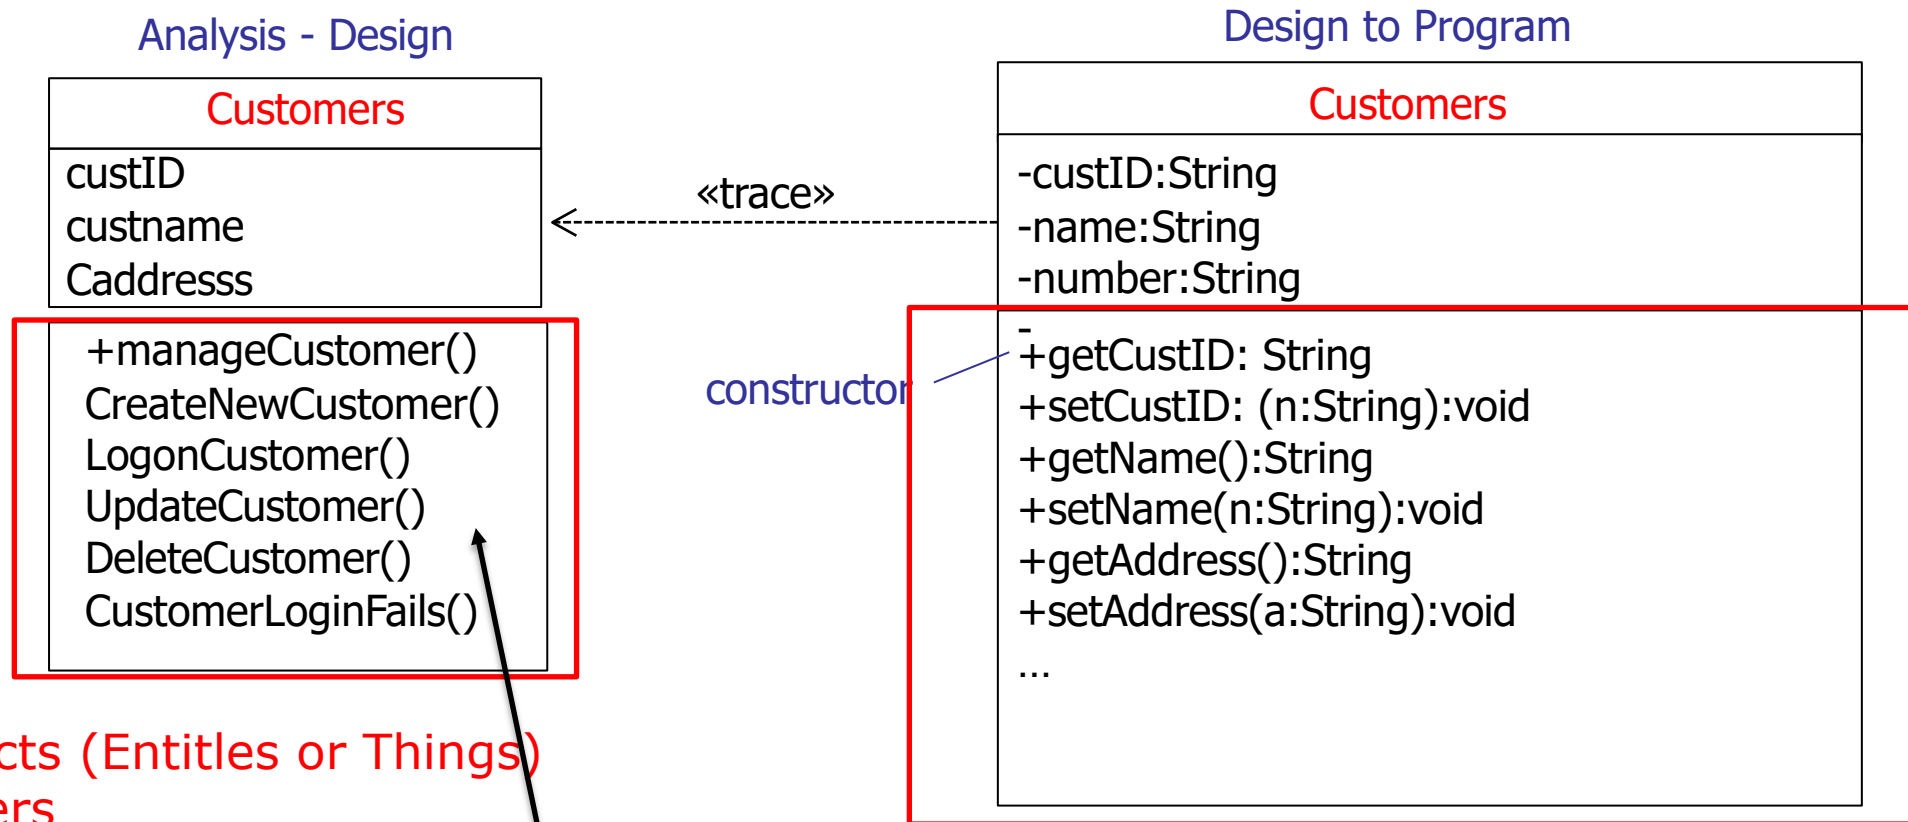 Analysis - Design
Customers
custID
custname
Caddresss
+manageCustomer()
CreateNewCustomer()
LogonCustomer()
UpdateCustomer()
DeleteCustomer()
CustomerLoginFails()
cts (Entitles or Things)
ers
«trace»
constructor
Design to Program
Customers
-custID:String
-name:String
-number:String
-
+getCustID: String
+setCustID: (n:String):void
+getName():String
+setName(n:String):void
+getAddress():String
+setAddress(a:String):void
...